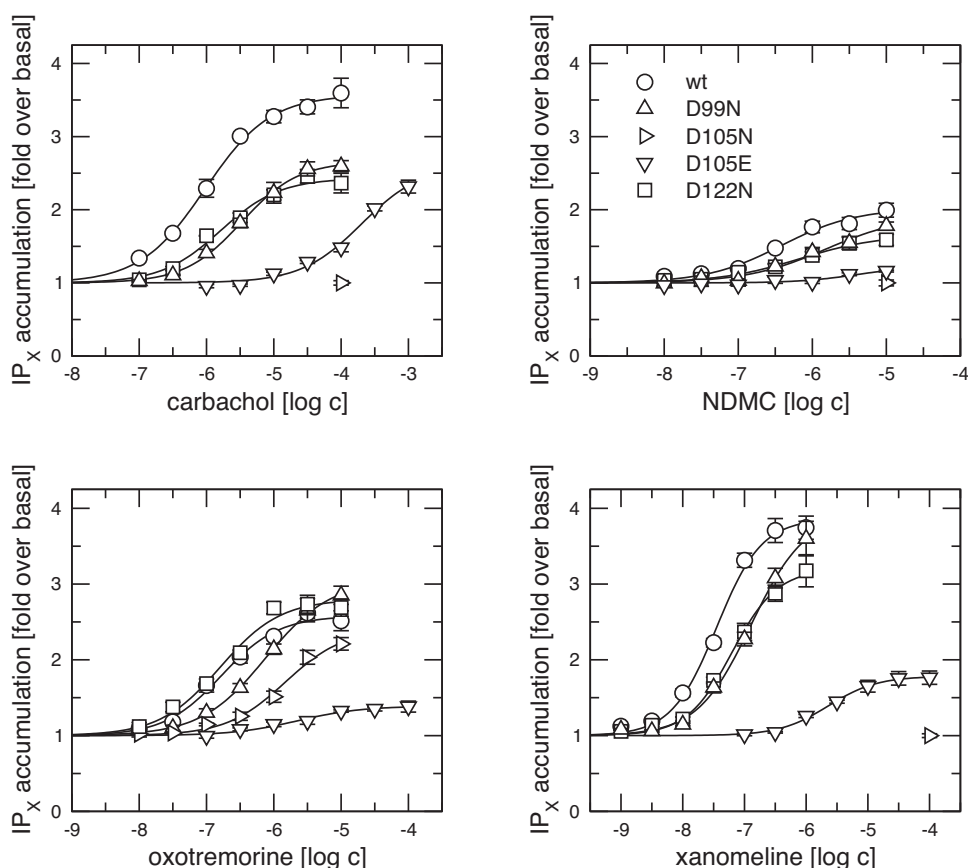 IPX accumulation [fold over basal]
4
3
2
1
0
-8 -7 -6 -5 -4 -3
carbachol [log c]
IPX accumulation [fold over basal]
4
3
2
1
0
wt
D99N
D105N
D105E
D122N
-9 -8 -7 -6 -5 -4
NDMC [log c]
IPX accumulation [fold over basal]
4
3
2
1
0
-9 -8 -7 -6 -5 -4
oxotremorine [log c]
IPX accumulation [fold over basal]
4
3
2
1
0
-9 -8 -7 -6 -5 -4
xanomeline [log c]